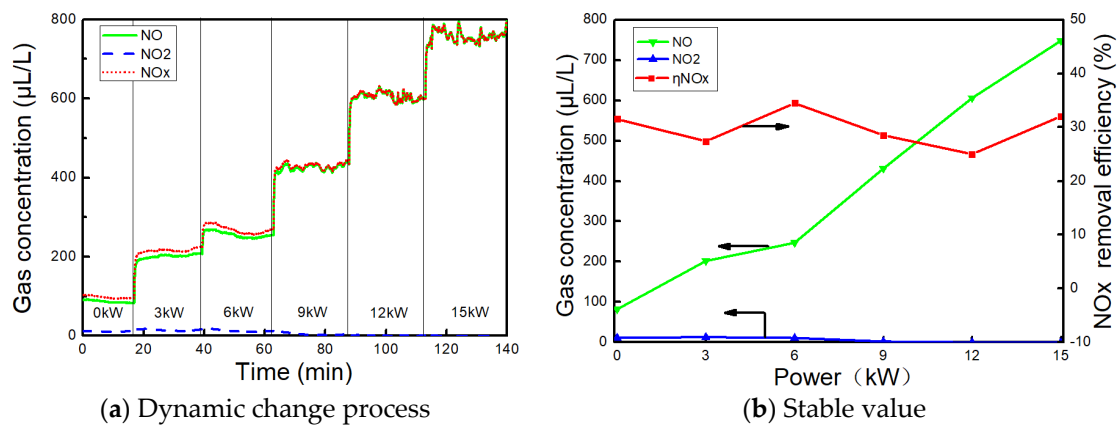 NO
NO2
NOx
800
600
400
200
0
Gas concentration (µL/L)
0kW 3kW 6kW 9kW 12kW 15kW
0 20 40 60 80 100 120 140
Time (min)
(a) Dynamic change process
NO
NO2
ηNOx
800
700
600
500
400
300
200
100
0
Gas concentration (µL/L)
50
40
30
20
10
0
-10
NOx removal efficiency (%)
0 3 6 9 12 15
Power（kW）
(b) Stable value